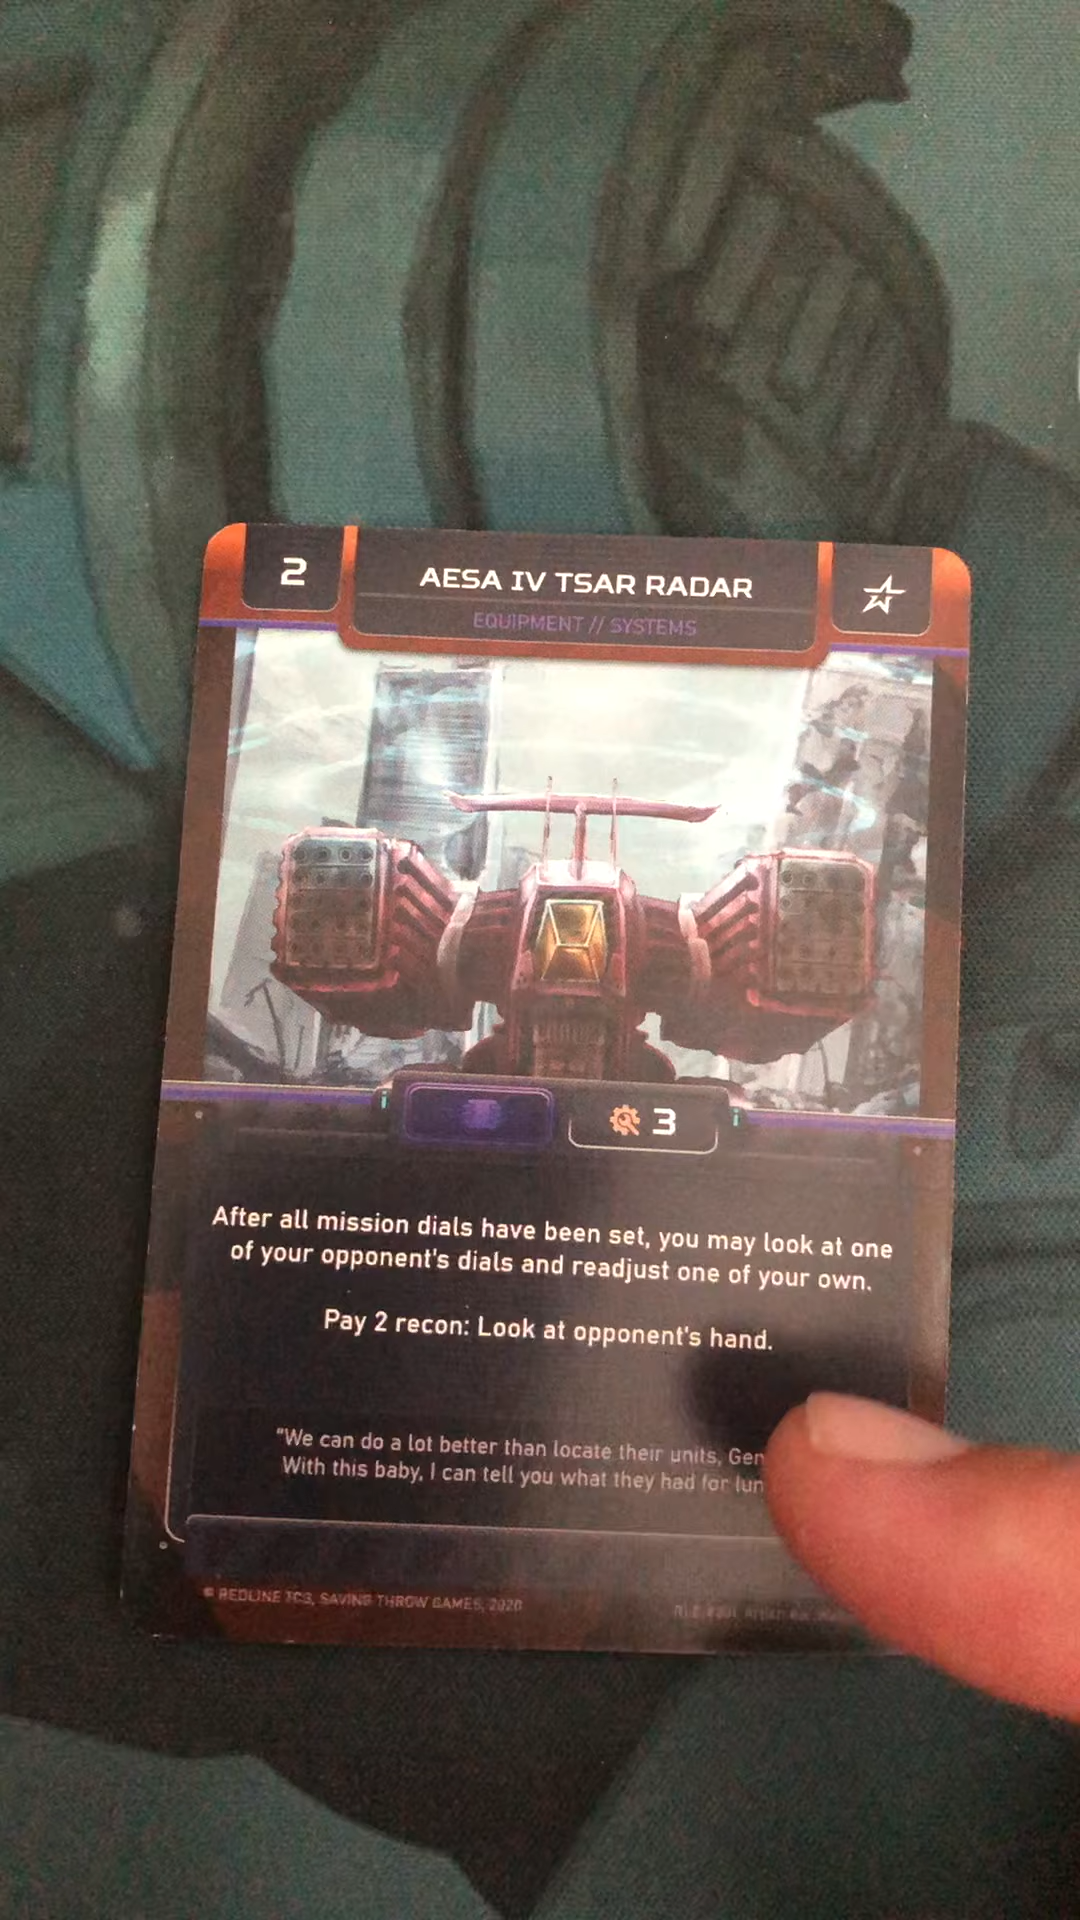 2
AESA IV TSAR RADAR
EQUIPMENT // SYSTEMS
3
After all mission dials have been set, you may look at one
of your opponent's dials and readjust one of your own.
Pay 2 recon: Look at opponent's hand.
"We can do a lot better than locate their units,
With this baby, I can tell you what they had for
© REDLINE TCG, SAVING THROW GAMES, 2020